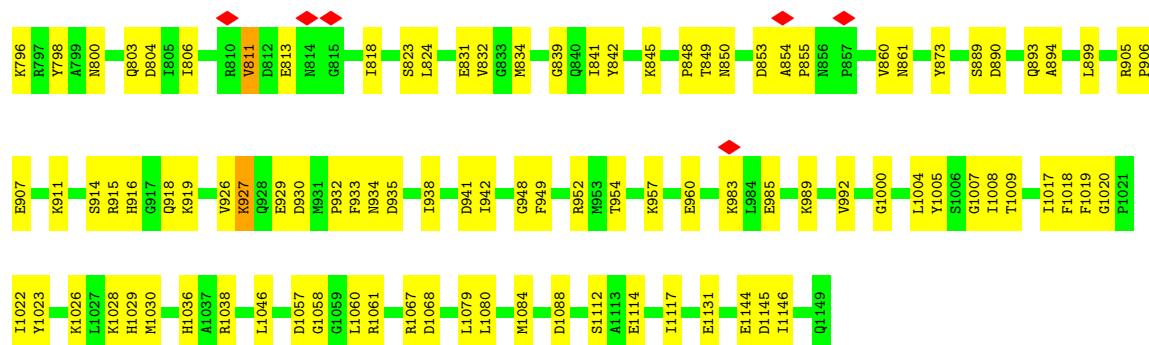 K796 R797 Y798 A799 N800 Q803 D804 I805 I806 R810 V811 D812 E813 N814 G815 I818 S823 L824 E831 V832 G833 M834 G839 Q840 I841 Y842 K845 P848 T849 N850 D853 A854 P855 N856 P857 V860 N861 Y873 S889 D890 Q893 A894 L899 R905 P906
E907 K911 S914 R915 H916 G917 Q918 K919 V926 K927 Q928 E929 D930 M931 P932 F933 N934 D935 I938 D941 I942 G948 F949 R952 M953 T954 K957 E960 K983 L984 E985 K989 V992 G1000 L1004 Y1005 S1006 G1007 I1008 T1009 I1017 F1018 F1019 G1020 P1021
I1022 Y1023 K1026 L1027 K1028 H1029 M1030 H1036 A1037 R1038 L1046 D1057 G1058 G1059 L1060 R1061 R1067 D1068 L1079 L1080 M1084 D1088 S1112 A1113 E1114 I1117 E1131 E1144 D1145 I1146 Q1149